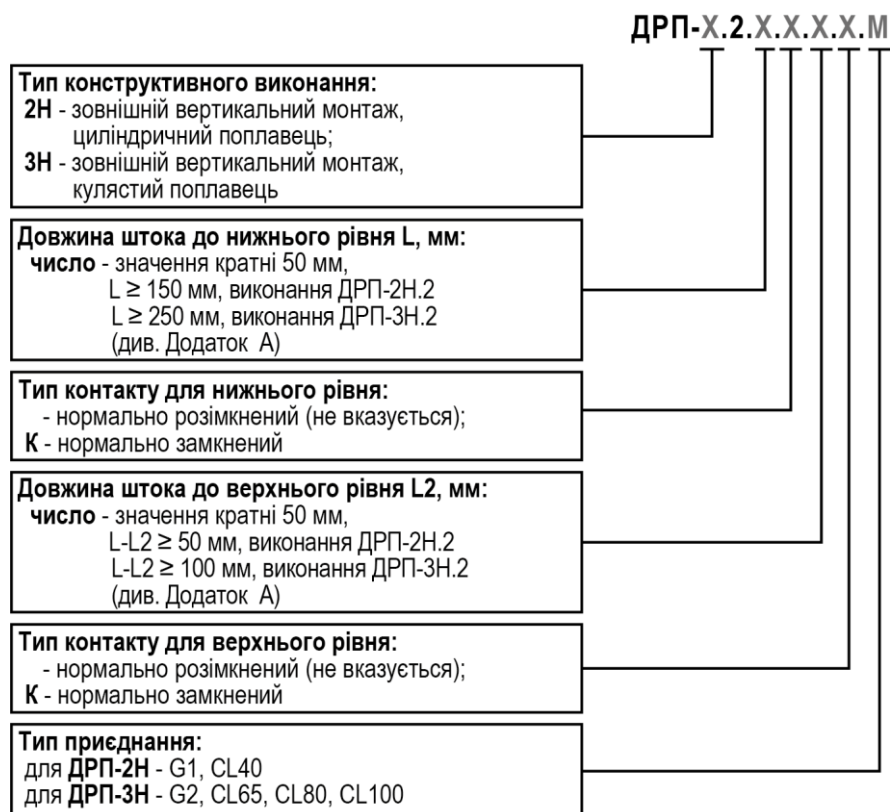 ДРП-Х.2.Х.Х.Х.Х.М
Тип конструктивного виконання:
2Н - зовнішній вертикальний монтаж,
циліндричний поплавець;
3Н - зовнішній вертикальний монтаж,
кулястий поплавець
Довжина штока до нижнього рівня L, мм:
число - значення кратні 50 мм,
L ≥ 150 мм, виконання ДРП-2Н.2
L ≥ 250 мм, виконання ДРП-3Н.2
(див. Додаток А)
Тип контакту для нижнього рівня:
- нормально розімкнений (не вказується);
К - нормально замкнений
Довжина штока до верхнього рівня L2, мм:
число - значення кратні 50 мм,
L-L2 ≥ 50 мм, виконання ДРП-2Н.2
L-L2 ≥ 100 мм, виконання ДРП-3Н.2
(див. Додаток А)
Тип контакту для верхнього рівня:
- нормально розімкнений (не вказується);
К - нормально замкнений
Тип приєднання:
для ДРП-2Н - G1, CL40
для ДРП-3Н - G2, CL65, CL80, CL100